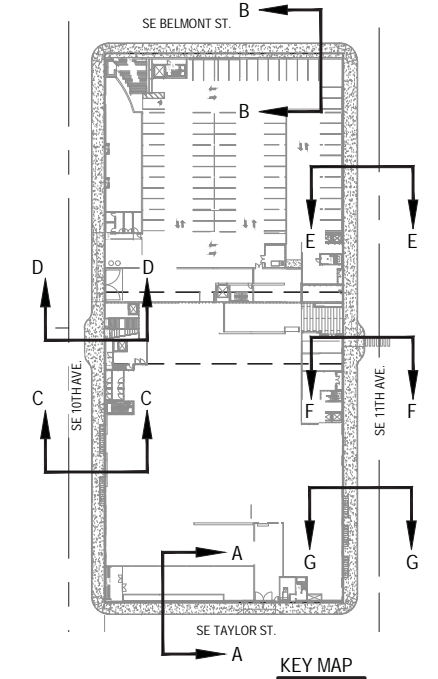 B
SE BELMONT ST.
B
E
E
D
D
SE 10TH AVE.
SE 11TH AVE.
C
C
F
F
A
G
G
SE TAYLOR ST.
A
KEY MAP